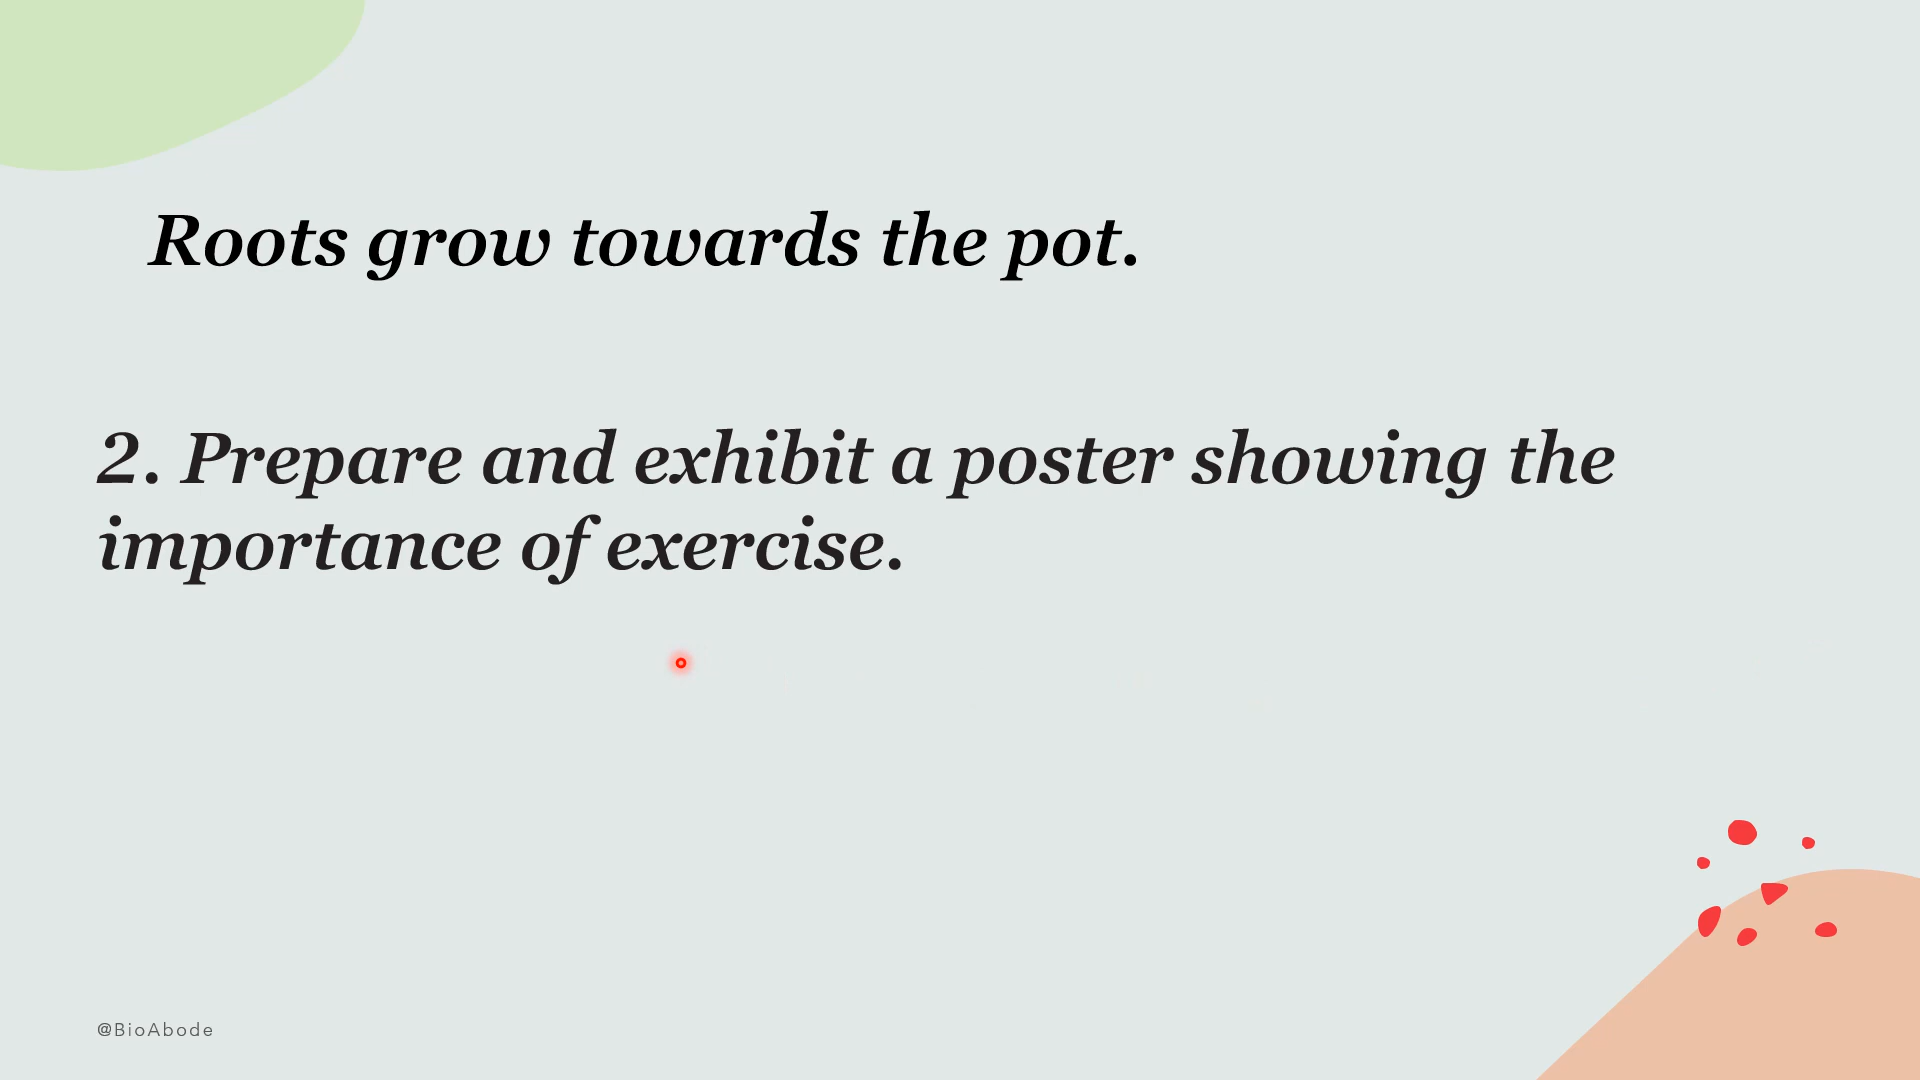 Roots grow towards the pot.
2. Prepare and exhibit a poster showing the
importance of exercise.
@BioAbode